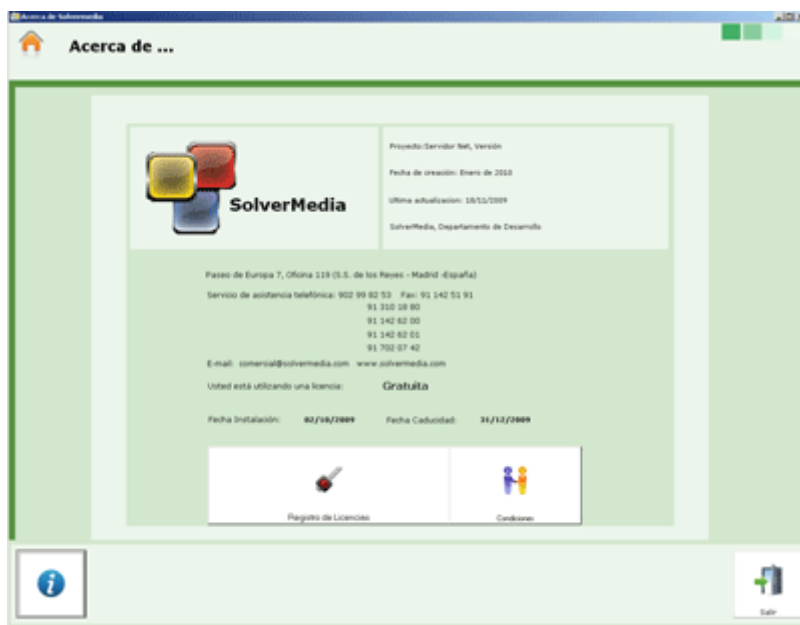 Acerca de Solvermedia
Acerca de ...
SolverMedia
Proyecto:Servidor Net, Versión
Fecha de creación: Enero de 2010
Ultima actualizacion: 18/11/2009
SolverMedia, Departamento de Desarrollo
Paseo de Europa 7, Oficina 119 (S.S. de los Reyes - Madrid -España)
Servicio de asistencia telefónica: 902 99 82 53 Fax: 91 142 51 91
91 310 18 80
91 142 62 00
91 142 62 01
91 702 07 42
E-mail: comercial@solvermedia.com www.solvermedia.com
Usted está utilizando una licencia: Gratuita
Fecha Instalación: 02/10/2009 Fecha Caducidad: 31/12/2009
Registro de Licencias
Condiciones
Salir